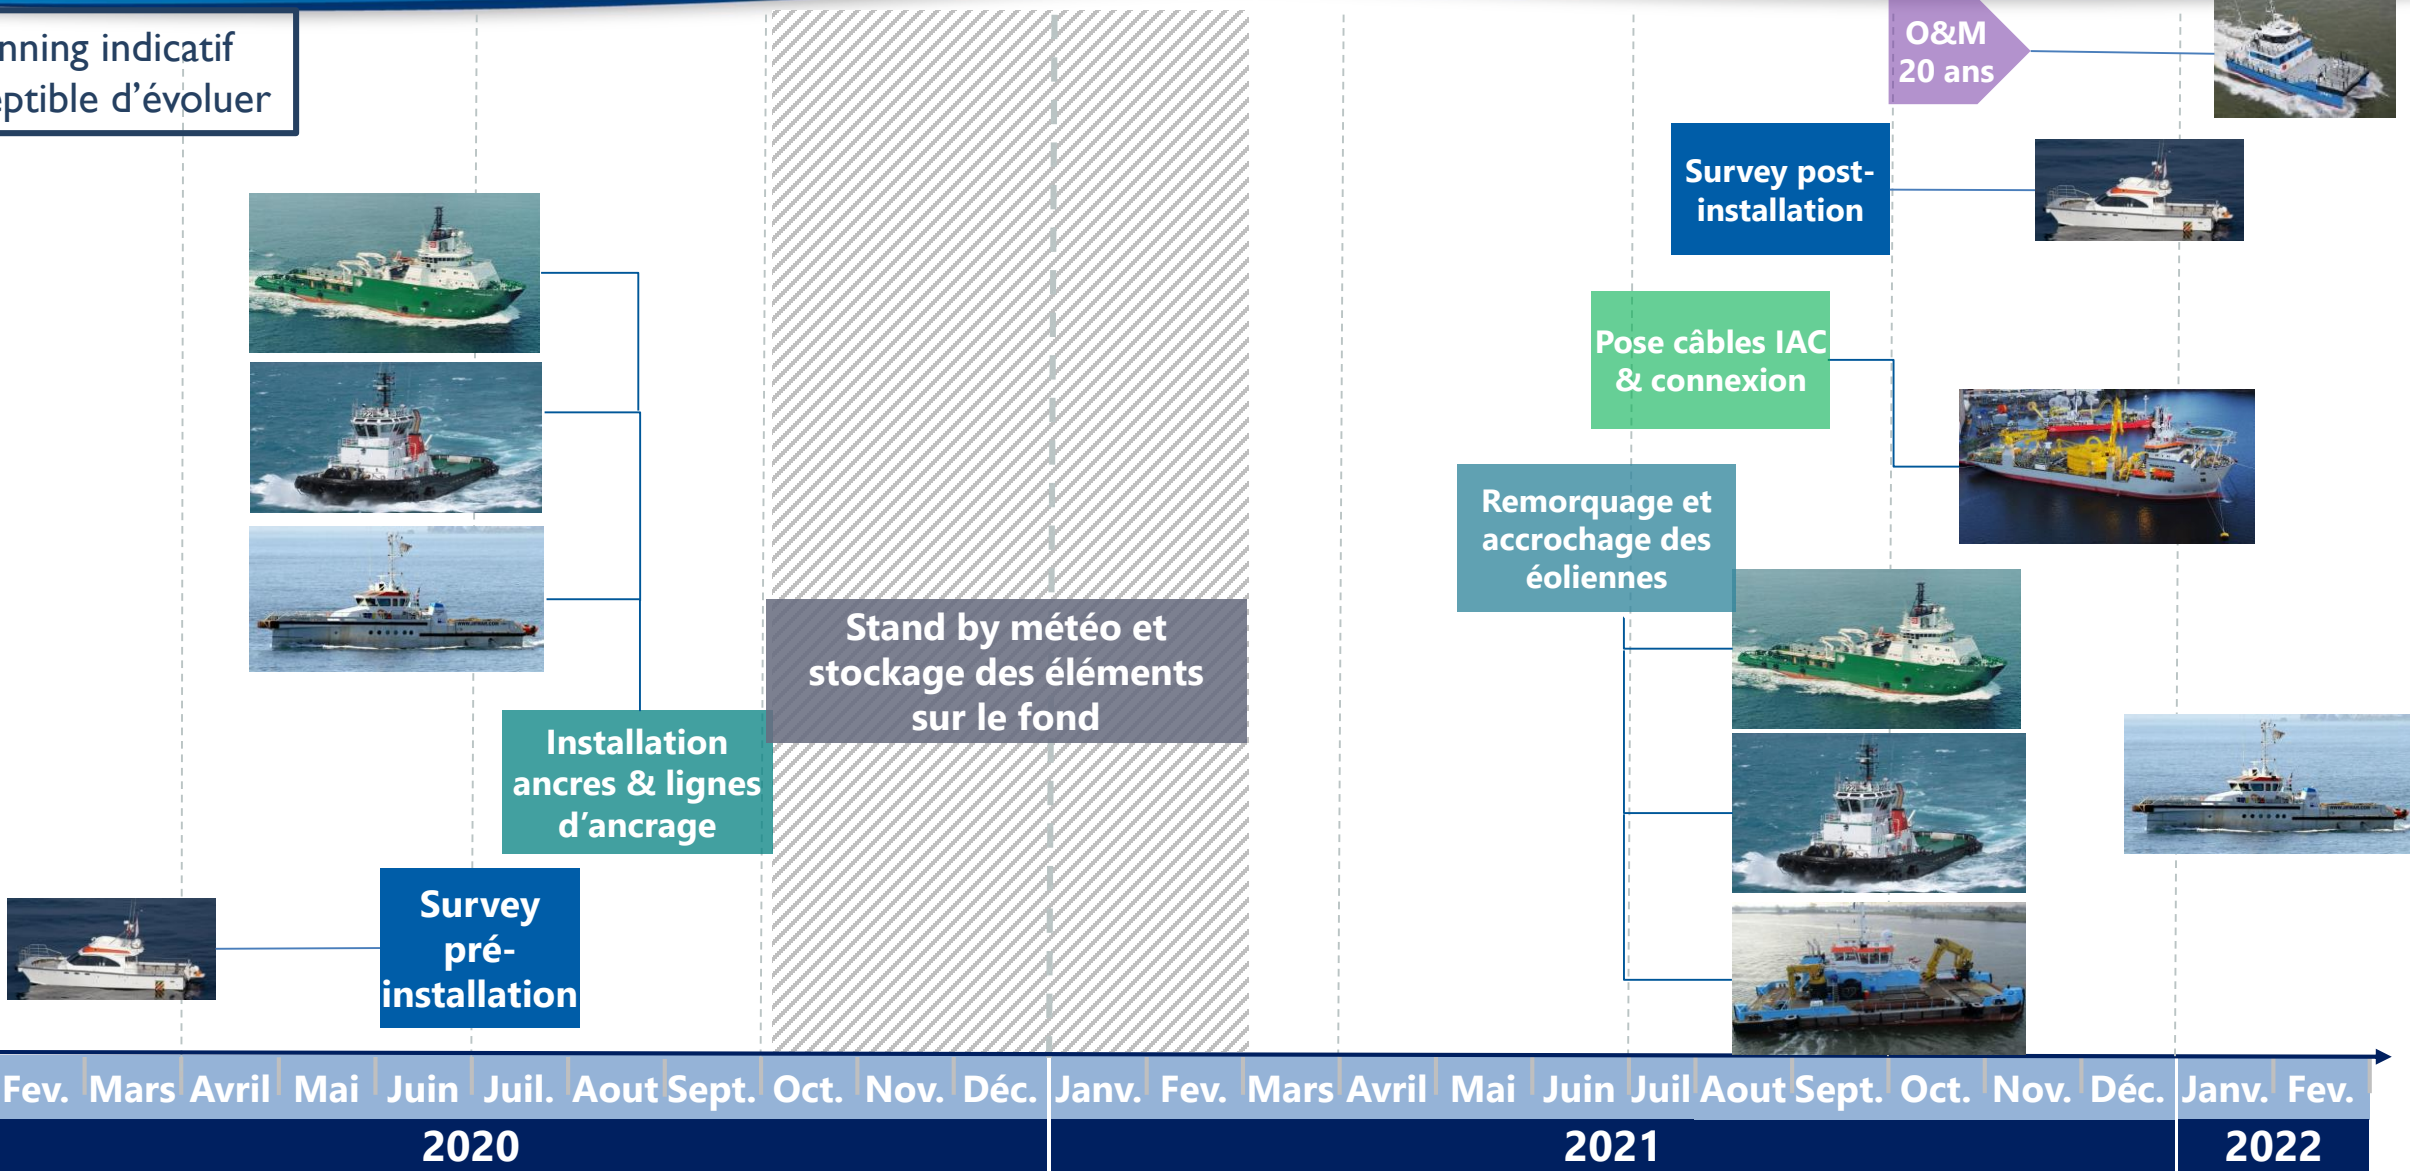 nning indicatif
eptible d'évoluer
O&M
20 ans
Survey post-
installation
Pose câbles IAC
& connexion
Remorquage et
accrochage des
éoliennes
Stand by météo et
stockage des éléments
sur le fond
Installation
ancres & lignes
d'ancrage
Survey
pré-
installation
Fev. Mars Avril Mai Juin Juil. Aout Sept. Oct. Nov. Déc. Janv. Fev. Mars Avril Mai Juin Juil Aout Sept. Oct. Nov. Déc. Janv. Fev.
2020 2021 2022